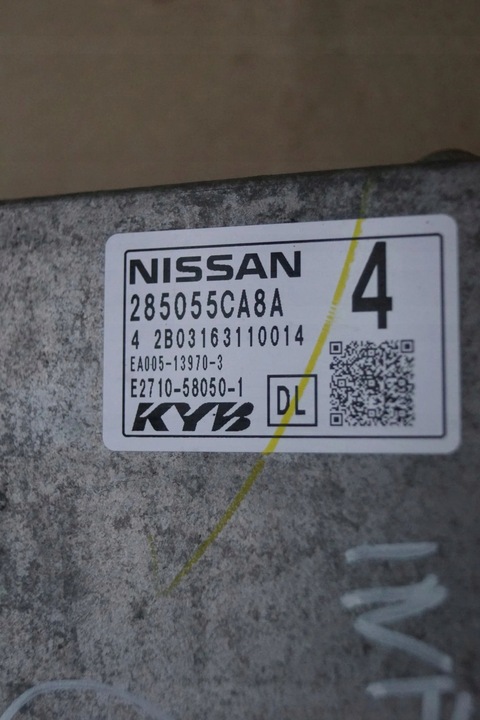 NISSAN
4
285055CA8A
4 2B03163110014
EA005-13970-3
E2710-58050-1
DL
KYB